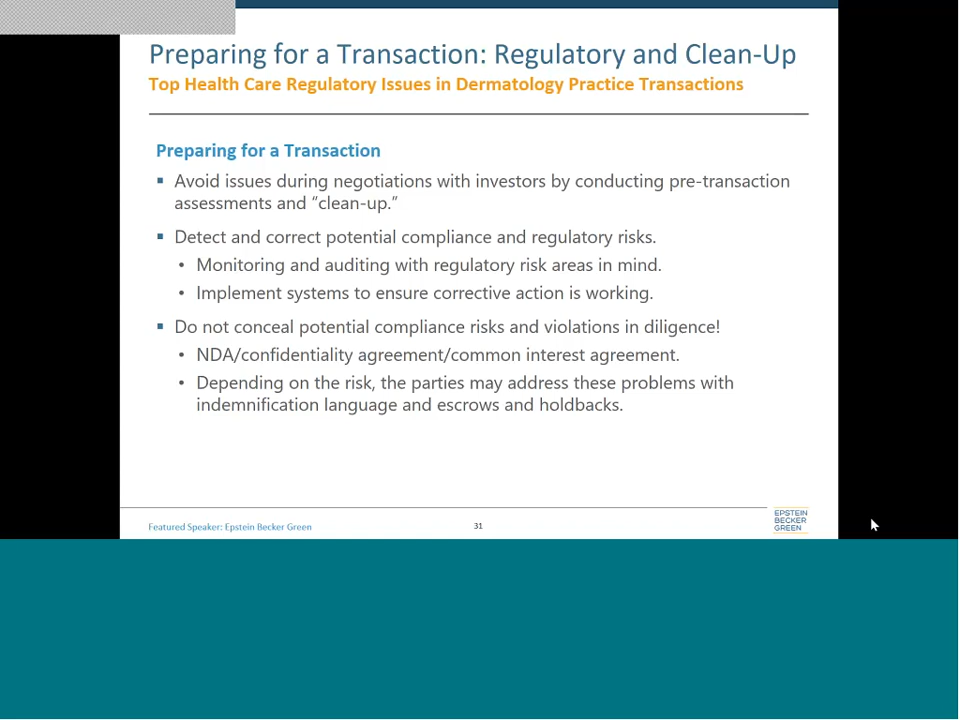 Preparing for a Transaction: Regulatory and Clean-Up
Top Health Care Regulatory Issues in Dermatology Practice Transactions
Preparing for a Transaction
▪ Avoid issues during negotiations with investors by conducting pre-transaction
assessments and “clean-up.”
▪ Detect and correct potential compliance and regulatory risks.
• Monitoring and auditing with regulatory risk areas in mind.
• Implement systems to ensure corrective action is working.
▪ Do not conceal potential compliance risks and violations in diligence!
• NDA/confidentiality agreement/common interest agreement.
• Depending on the risk, the parties may address these problems with
indemnification language and escrows and holdbacks.
Featured Speaker: Epstein Becker Green
31
EPSTEIN
BECKER
GREEN